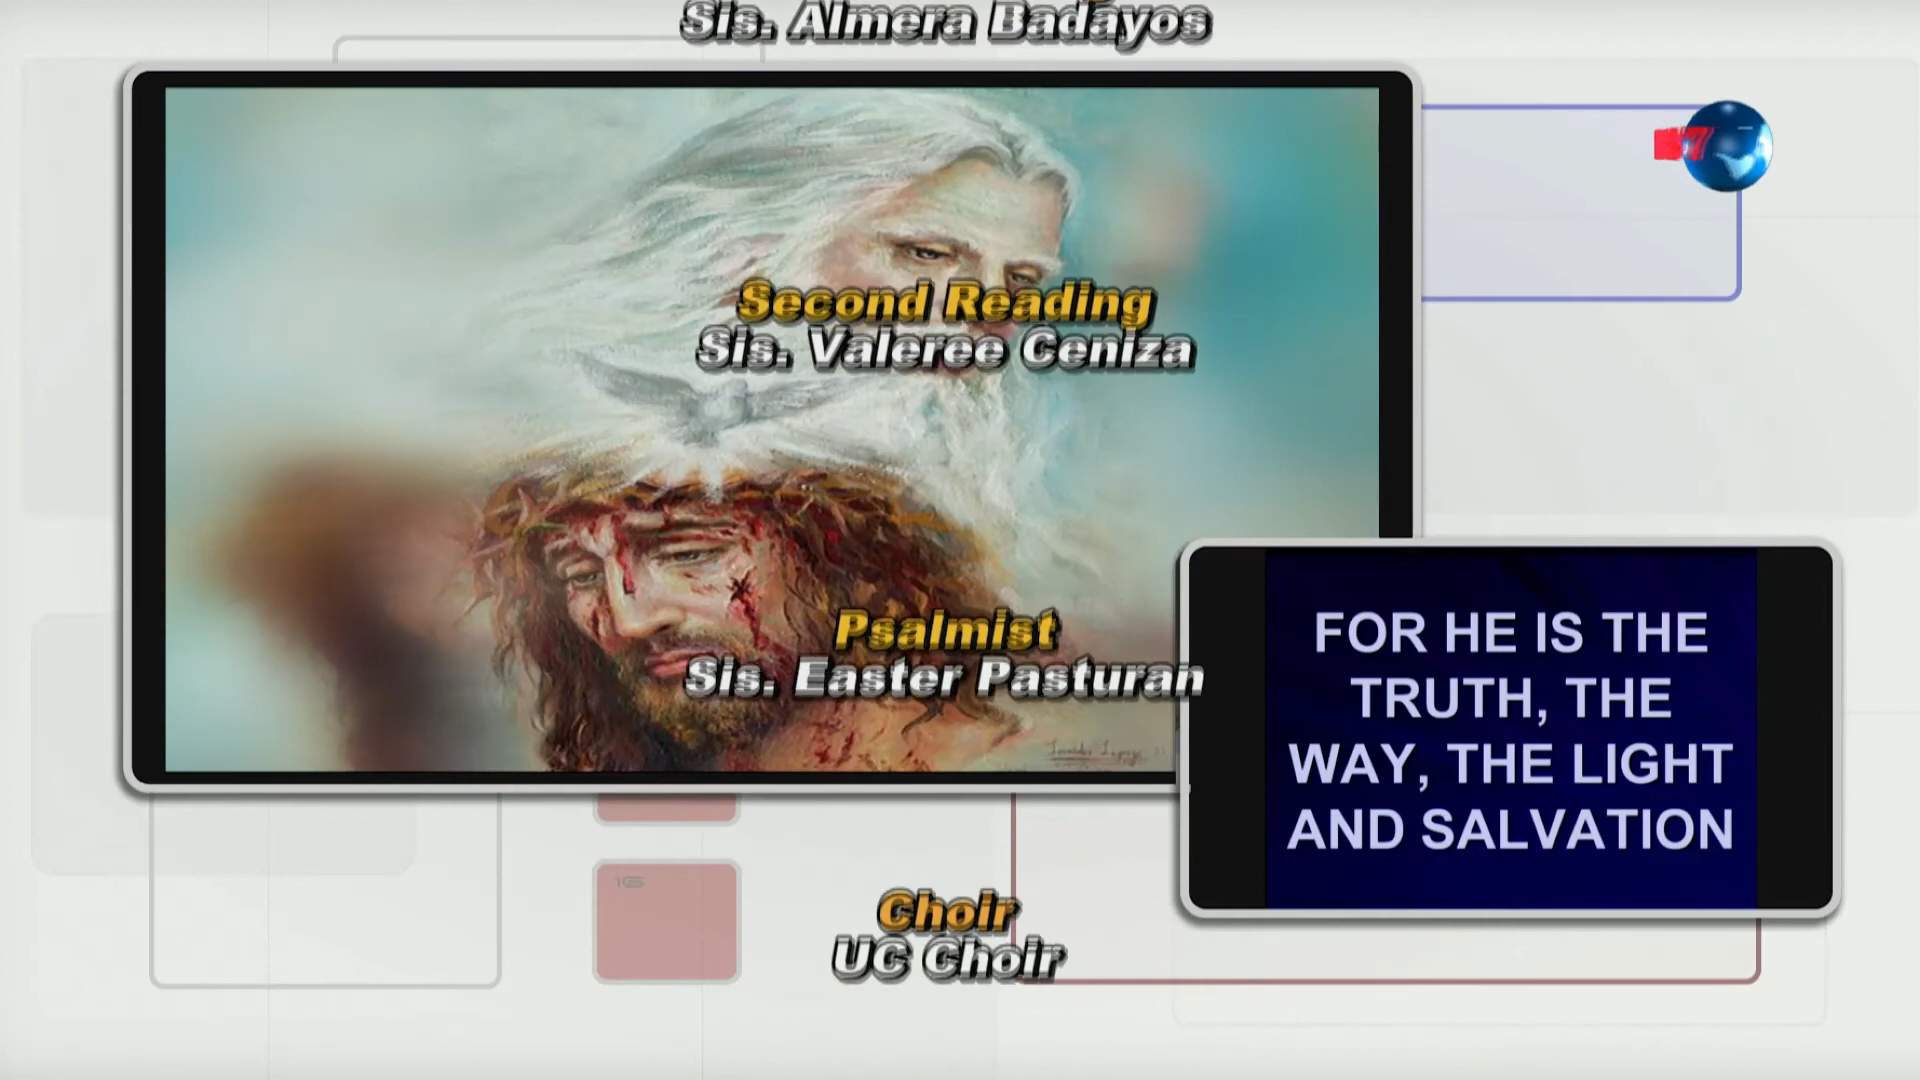 Sis. Almera Badayos
Second Reading
Sis. Valeree Ceniza
Psalmist
Sis. Easter Pasturan
FOR HE IS THE
TRUTH, THE
WAY, THE LIGHT
AND SALVATION
Choir
UC Choir